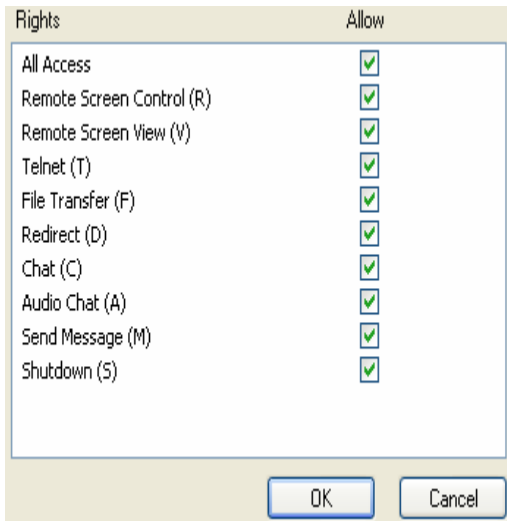 Rights Allow
All Access
Remote Screen Control (R)
Remote Screen View (V)
Telnet (T)
File Transfer (F)
Redirect (D)
Chat (C)
Audio Chat (A)
Send Message (M)
Shutdown (S)
OK Cancel